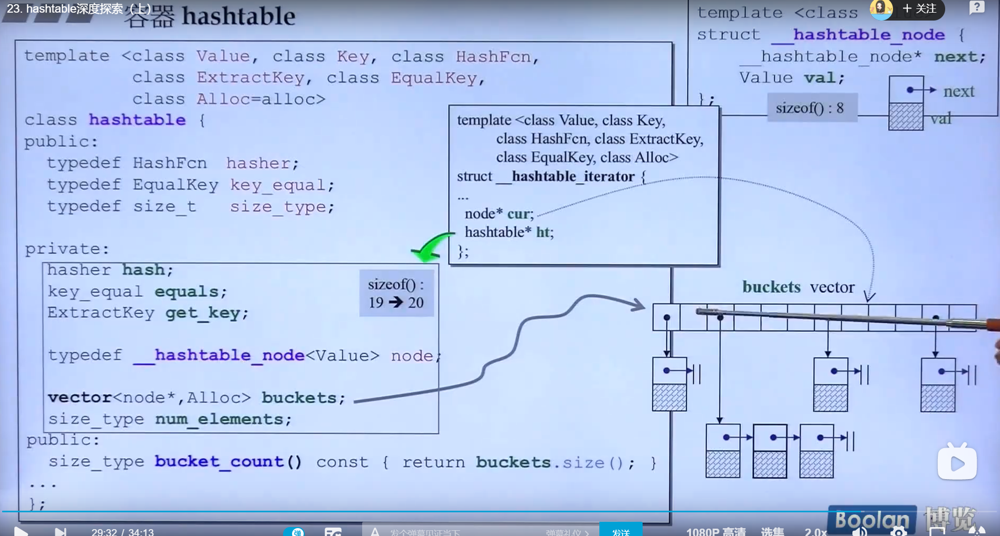 23. hashtable深度探索（上）
容器 hashtable
+ 关注
template <class Value, class Key, class HashFcn,
class ExtractKey, class EqualKey,
class Alloc=alloc>
class hashtable {
public:
typedef HashFcn hasher;
typedef EqualKey key_equal;
typedef size_t size_type;
private:
hasher hash;
key_equal equals;
ExtractKey get_key;
sizeof() :
19 → 20
typedef __hashtable_node<Value> node;
vector<node*,Alloc> buckets;
size_type num_elements;
public:
size_type bucket_count() const { return buckets.size(); }
...
};
template <class Value, class Key,
class HashFcn, class ExtractKey,
class EqualKey, class Alloc>
struct __hashtable_iterator {
...
node* cur;
hashtable* ht;
};
template <class
struct __hashtable_node {
__hashtable_node* next;
Value val;
};
sizeof() : 8
next
val
buckets vector
Boolan 博览
29:32 / 34:13
弹
A 发个弹幕见证当下
弹幕礼仪 >
发送
1080P 高清
选集
2.0x